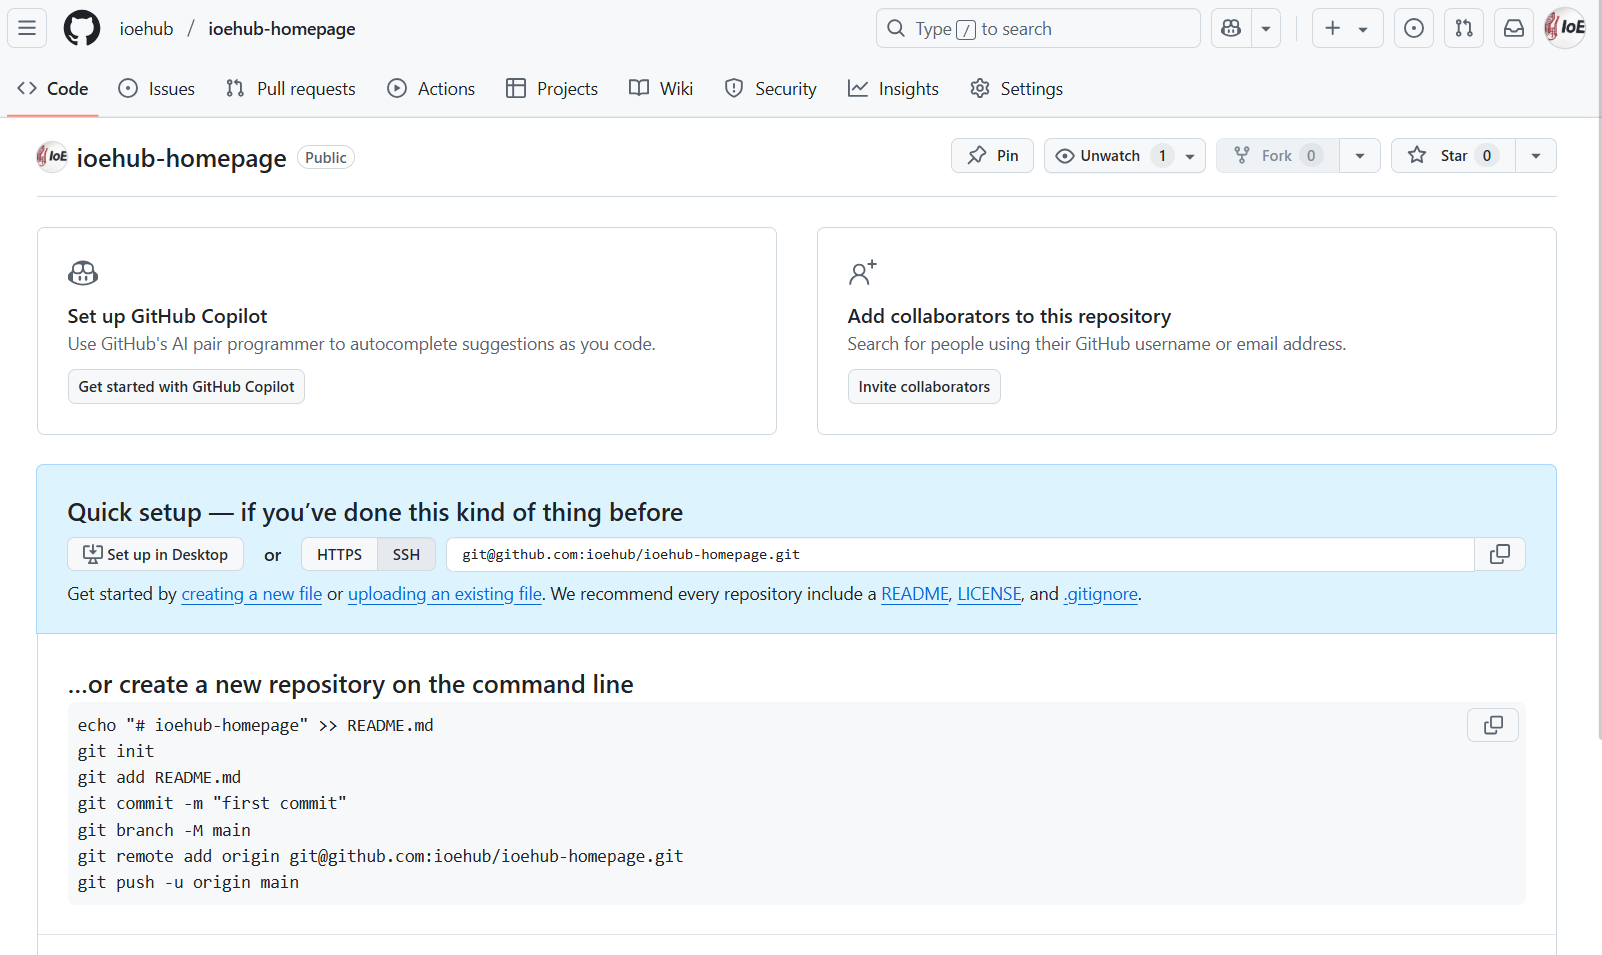 ioehub / ioehub-homepage
Type / to search
IoE
Code Issues Pull requests Actions Projects Wiki Security Insights Settings
IoE ioehub-homepage Public
Pin Unwatch 1 Fork 0 Star 0
Set up GitHub Copilot
Use GitHub's AI pair programmer to autocomplete suggestions as you code.
Get started with GitHub Copilot
Add collaborators to this repository
Search for people using their GitHub username or email address.
Invite collaborators
Quick setup — if you’ve done this kind of thing before
Set up in Desktop or HTTPS SSH git@github.com:ioehub/ioehub-homepage.git
Get started by creating a new file or uploading an existing file. We recommend every repository include a README, LICENSE, and .gitignore.
…or create a new repository on the command line
echo "# ioehub-homepage" >> README.md
git init
git add README.md
git commit -m "first commit"
git branch -M main
git remote add origin git@github.com:ioehub/ioehub-homepage.git
git push -u origin main